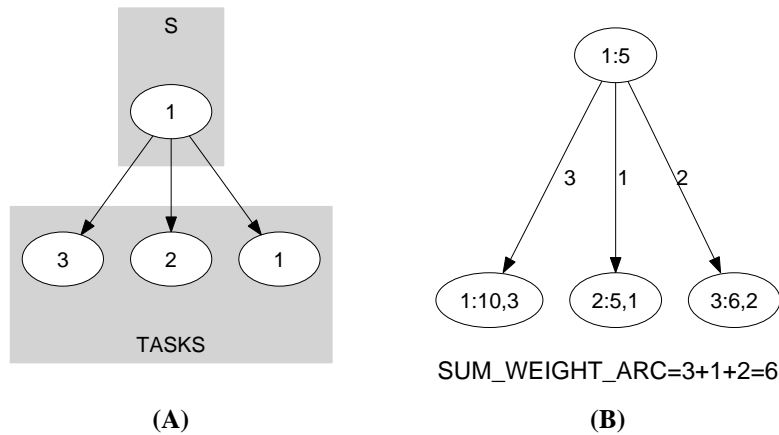 S
1
3 2 1
TASKS
(A)
1:5
3 1 2
1:10,3 2:5,1 3:6,2
SUM_WEIGHT_ARC=3+1+2=6
(B)